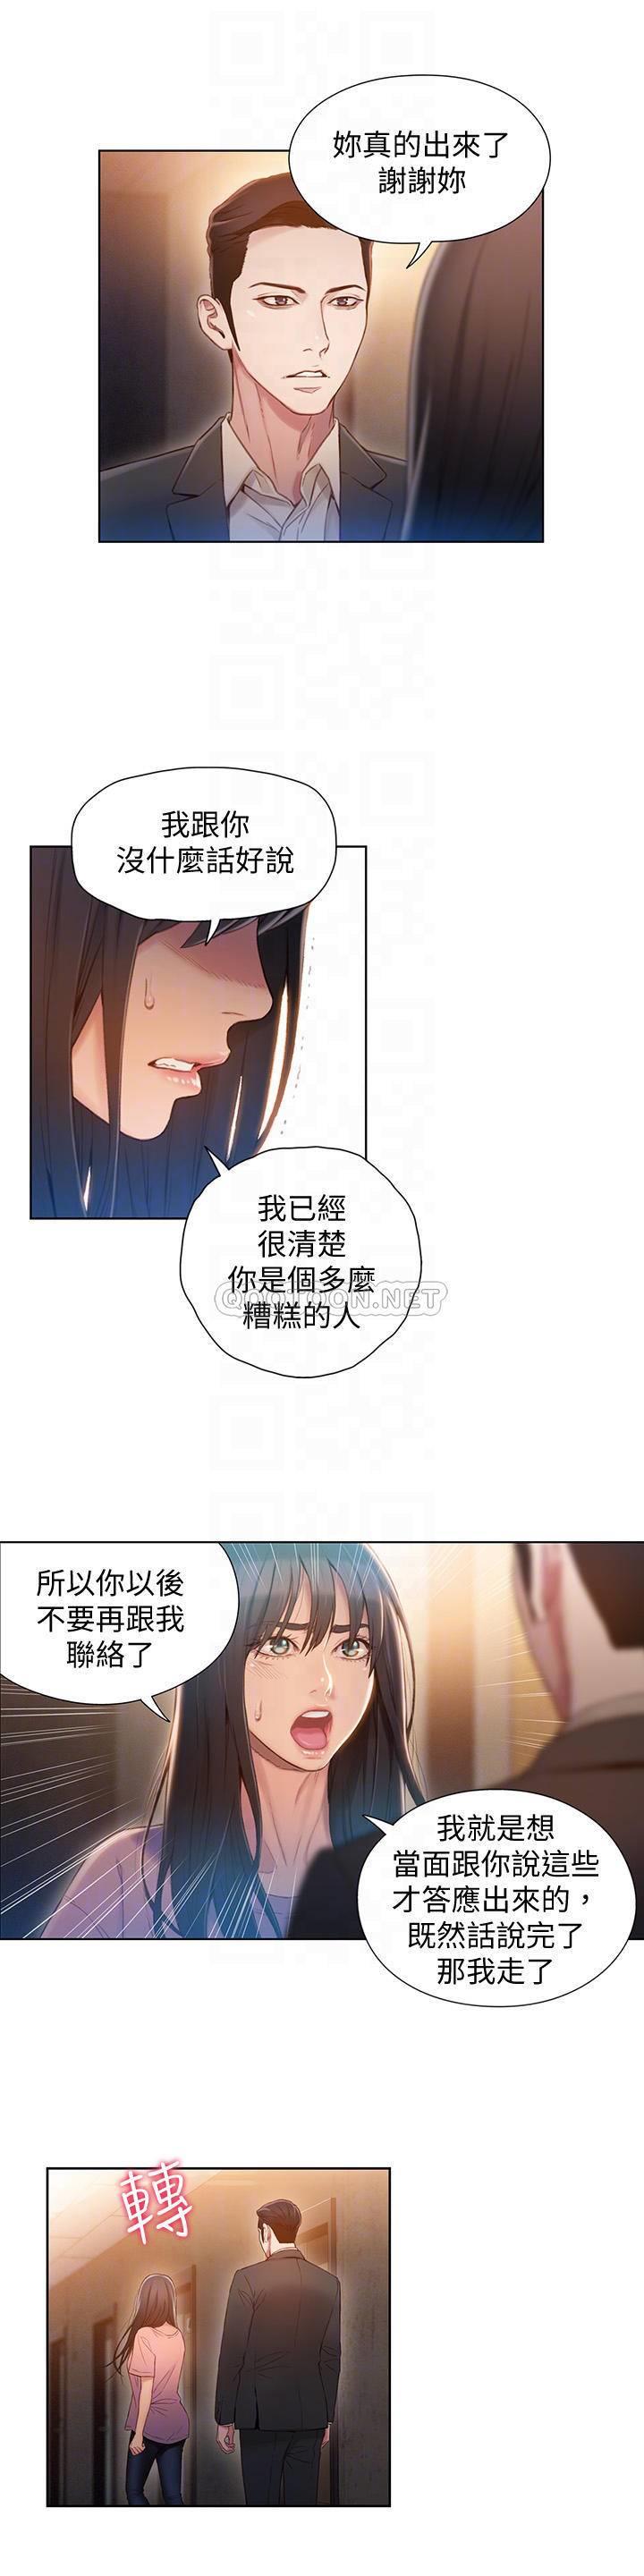 妳真的出來了
謝謝妳
我跟你
沒什麼話好說
我已經
很清楚
你是個多麼
糟糕的人
QOOTOON.NET
所以你以後
不要再跟我
聯絡了
我就是想
當面跟你說這些
才答應出來的，
既然話說完了
那我走了
轉